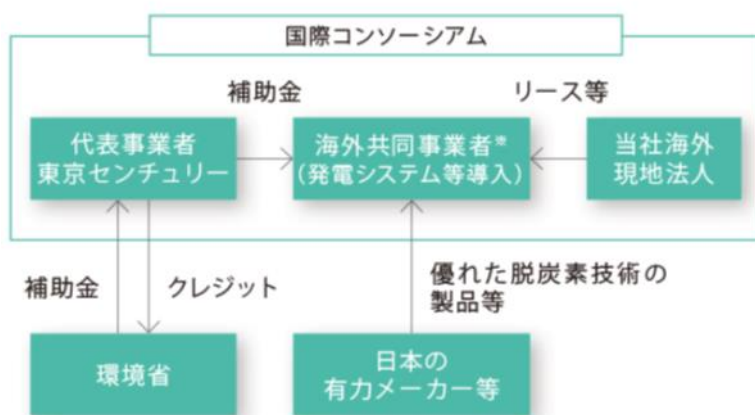 国際コンソーシアム
補助金
リース等
代表事業者
東京センチュリー
海外共同事業者※
(発電システム等導入)
当社海外
現地法人
補助金
クレジット
優れた脱炭素技術の
製品等
環境省
日本の
有力メーカー等